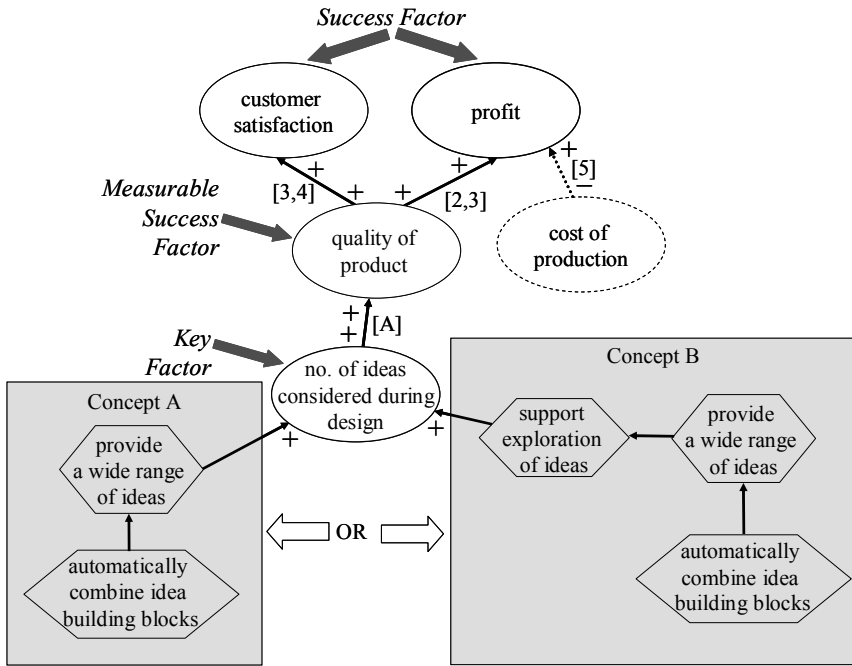 Success Factor
customer
satisfaction
profit
+
+
+
[5]
−
[3,4]
+
+
[2,3]
Measurable
Success
Factor
quality of
product
cost of
production
+
+
[A]
Key
Factor
no. of ideas
considered during
design
+
+
Concept A
provide
a wide range
of ideas
automatically
combine idea
building blocks
OR
Concept B
support
exploration
of ideas
provide
a wide range
of ideas
automatically
combine idea
building blocks